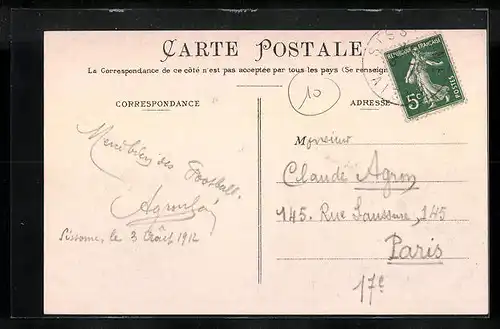 CARTE POSTALE
La Correspondance de ce côté n'est pas acceptée par tous les pays (Se renseign
CORRESPONDANCE
ADRESSE
10
RÉPUBLIQUE FRANÇAISE
5c
POSTES
Merci bien des Football.
Sissonne, le 3 Août 1912
Monsieur
Claude Agron
145. Rue Saussure, 145
Paris
17e